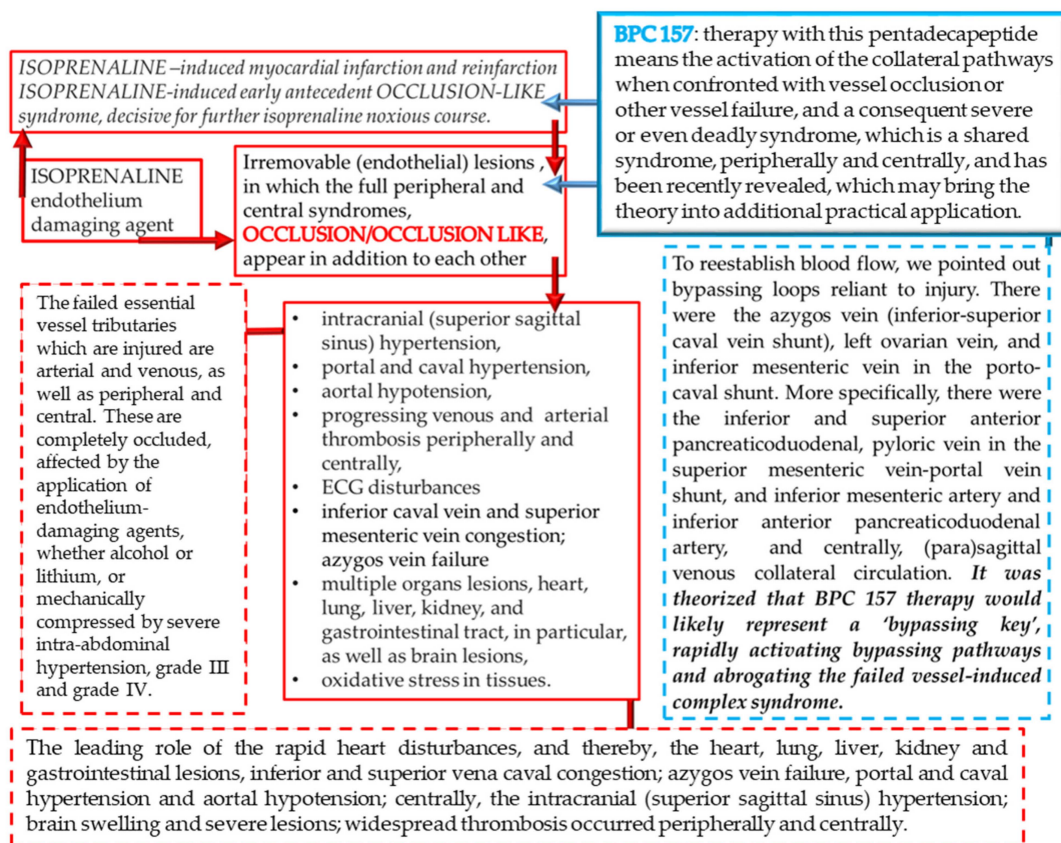 ISOPRENALINE –induced myocardial infarction and reinfarction
ISOPRENALINE-induced early antecedent OCCLUSION-LIKE
syndrome, decisive for further isoprenaline noxious course.
BPC 157: therapy with this pentadecapeptide
means the activation of the collateral pathways
when confronted with vessel occlusion or
other vessel failure, and a consequent severe
or even deadly syndrome, which is a shared
syndrome, peripherally and centrally, and has
been recently revealed, which may bring the
theory into additional practical application.
ISOPRENALINE
endothelium
damaging agent
Irremovable (endothelial) lesions ,
in which the full peripheral and
central syndromes,
OCCLUSION/OCCLUSION LIKE,
appear in addition to each other
The failed essential
vessel tributaries
which are injured are
arterial and venous, as
well as peripheral and
central. These are
completely occluded,
affected by the
application of
endothelium-
damaging agents,
whether alcohol or
lithium, or
mechanically
compressed by severe
intra-abdominal
hypertension, grade III
and grade IV.
• intracranial (superior sagittal
sinus) hypertension,
• portal and caval hypertension,
• aortal hypotension,
• progressing venous and arterial
thrombosis peripherally and
centrally,
• ECG disturbances
• inferior caval vein and superior
mesenteric vein congestion;
azygos vein failure
• multiple organs lesions, heart,
lung, liver, kidney, and
gastrointestinal tract, in particular,
as well as brain lesions,
• oxidative stress in tissues.
To reestablish blood flow, we pointed out
bypassing loops reliant to injury. There
were the azygos vein (inferior-superior
caval vein shunt), left ovarian vein, and
inferior mesenteric vein in the porto-
caval shunt. More specifically, there were
the inferior and superior anterior
pancreaticoduodenal, pyloric vein in the
superior mesenteric vein-portal vein
shunt, and inferior mesenteric artery and
inferior anterior pancreaticoduodenal
artery, and centrally, (para)sagittal
venous collateral circulation. It was
theorized that BPC 157 therapy would
likely represent a 'bypassing key',
rapidly activating bypassing pathways
and abrogating the failed vessel-induced
complex syndrome.
The leading role of the rapid heart disturbances, and thereby, the heart, lung, liver, kidney and
gastrointestinal lesions, inferior and superior vena caval congestion; azygos vein failure, portal and caval
hypertension and aortal hypotension; centrally, the intracranial (superior sagittal sinus) hypertension;
brain swelling and severe lesions; widespread thrombosis occurred peripherally and centrally.